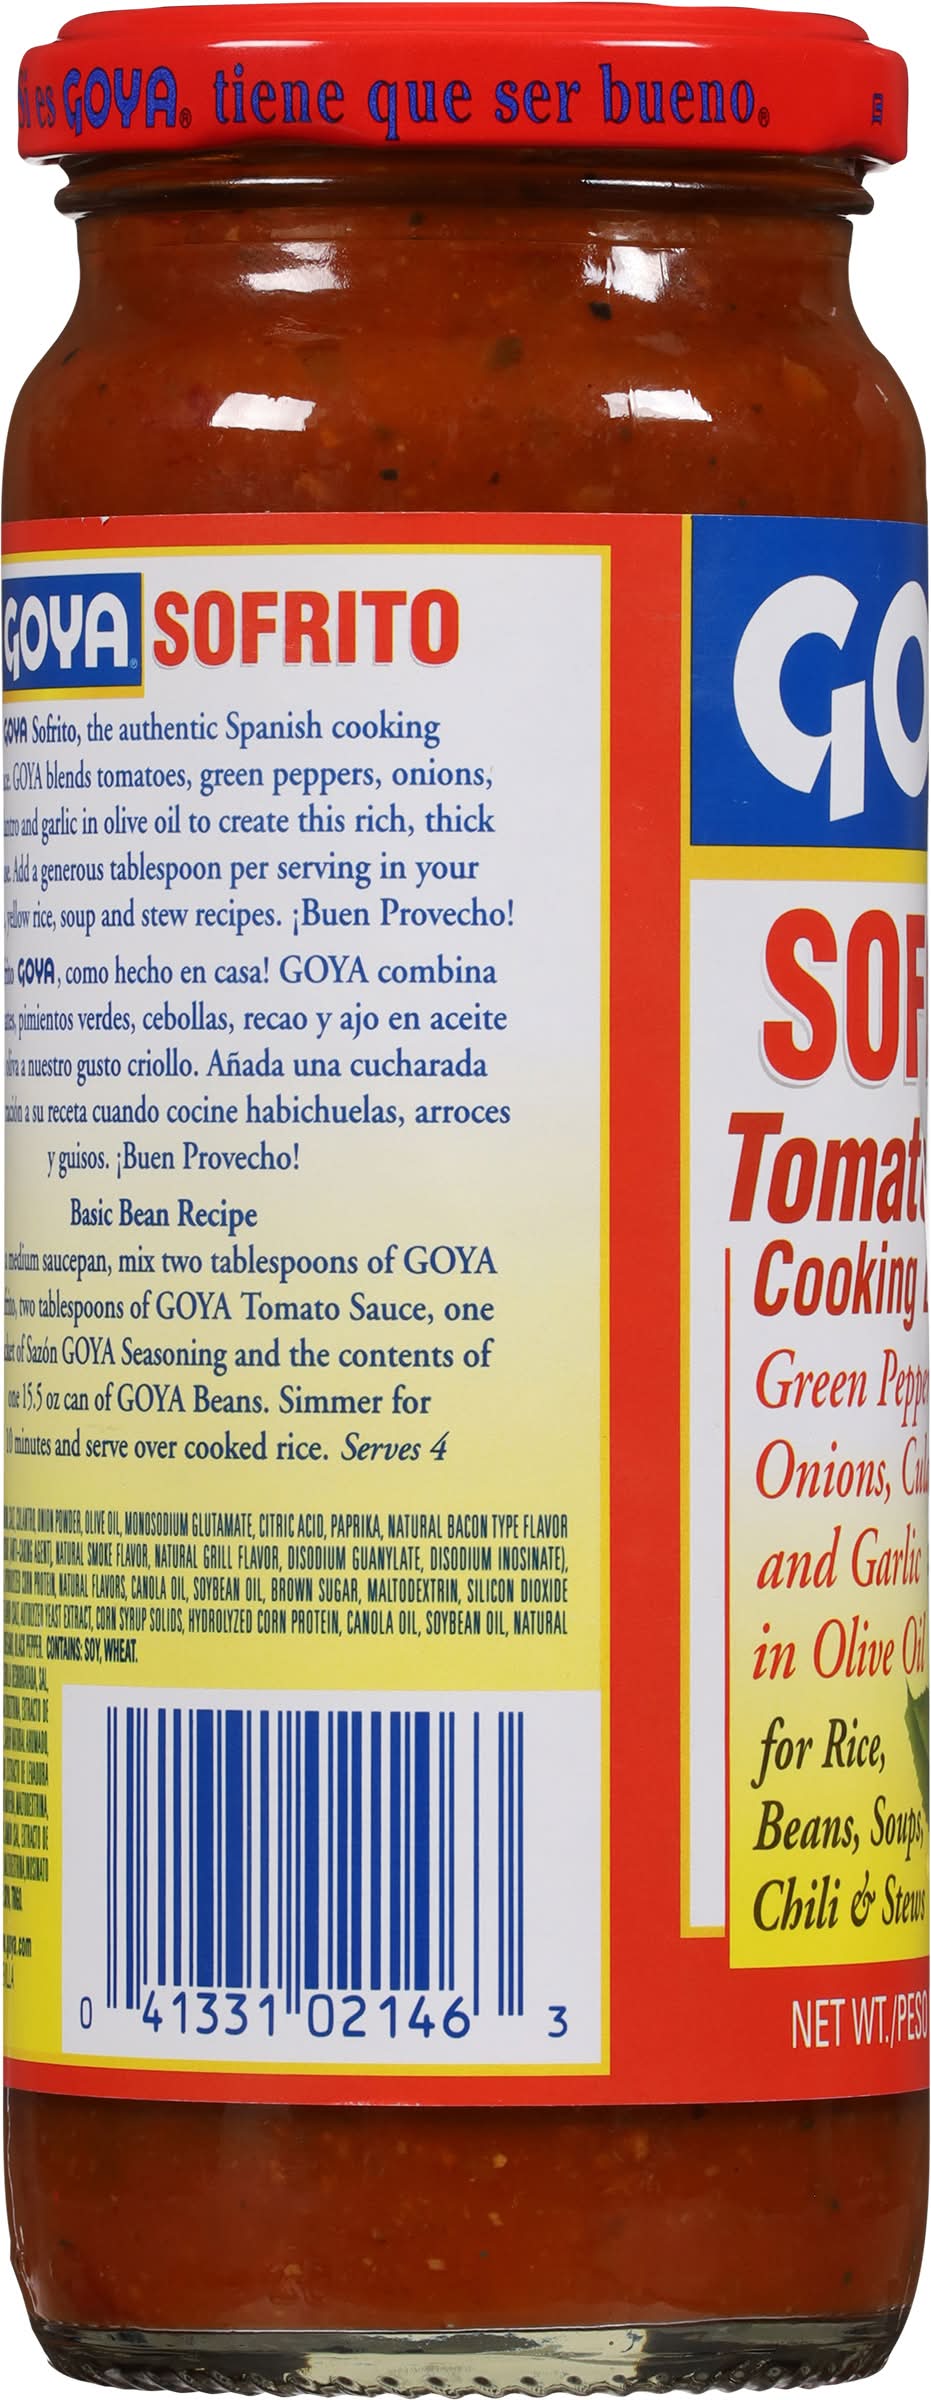 es GOYA® tiene que ser bueno®
GOYA® SOFRITO
GOYA Sofrito, the authentic Spanish cooking
GOYA blends tomatoes, green peppers, onions,
and garlic in olive oil to create this rich, thick
Add a generous tablespoon per serving in your
yellow rice, soup and stew recipes. ¡Buen Provecho!
GOYA, como hecho en casa! GOYA combina
pimientos verdes, cebollas, recao y ajo en aceite
a nuestro gusto criollo. Añada una cucharada
a su receta cuando cocine habichuelas, arroces
y guisos. ¡Buen Provecho!
Basic Bean Recipe
medium saucepan, mix two tablespoons of GOYA
two tablespoons of GOYA Tomato Sauce, one
of Sazón GOYA Seasoning and the contents of
one 15.5 oz can of GOYA Beans. Simmer for
10 minutes and serve over cooked rice. Serves 4
CILANTRO, ONION POWDER, OLIVE OIL, MONOSODIUM GLUTAMATE, CITRIC ACID, PAPRIKA, NATURAL BACON TYPE FLAVOR
ANTI-CAKING AGENT), NATURAL SMOKE FLAVOR, NATURAL GRILL FLAVOR, DISODIUM GUANYLATE, DISODIUM INOSINATE),
CORN PROTEIN, NATURAL FLAVORS, CANOLA OIL, SOYBEAN OIL, BROWN SUGAR, MALTODEXTRIN, SILICON DIOXIDE
AUTOLYZED YEAST EXTRACT, CORN SYRUP SOLIDS, HYDROLYZED CORN PROTEIN, CANOLA OIL, SOYBEAN OIL, NATURAL
BLACK PEPPER. CONTAINS: SOY, WHEAT.
0 41331 02146 3
GO
SOF
Tomat
Cooking
Green Peppe
Onions,
and Garlic
in Olive Oil
for Rice,
Beans, Soups,
Chili & Stews
NET WT./PESO